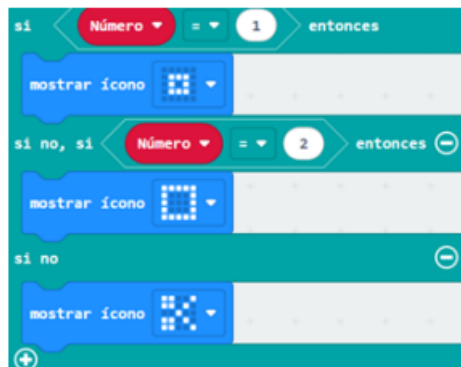 si Número = 1 entonces
mostrar ícono
si no, si Número = 2 entonces
mostrar ícono
si no
mostrar ícono